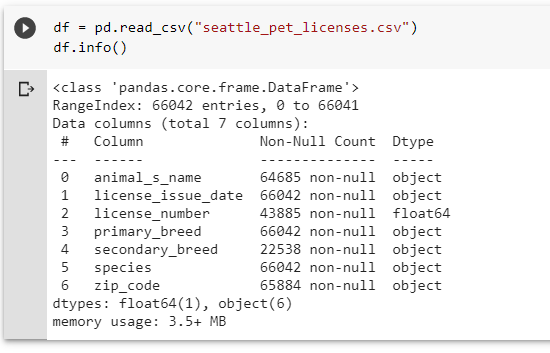 df = pd.read_csv("seattle_pet_licenses.csv")
df.info()
<class 'pandas.core.frame.DataFrame'>
RangeIndex: 66042 entries, 0 to 66041
Data columns (total 7 columns):
 #   Column              Non-Null Count  Dtype
---  ------              --------------  -----
 0   animal_s_name       64685 non-null  object
 1   license_issue_date  66042 non-null  object
 2   license_number      43885 non-null  float64
 3   primary_breed       66042 non-null  object
 4   secondary_breed     22538 non-null  object
 5   species             66042 non-null  object
 6   zip_code            65884 non-null  object
dtypes: float64(1), object(6)
memory usage: 3.5+ MB